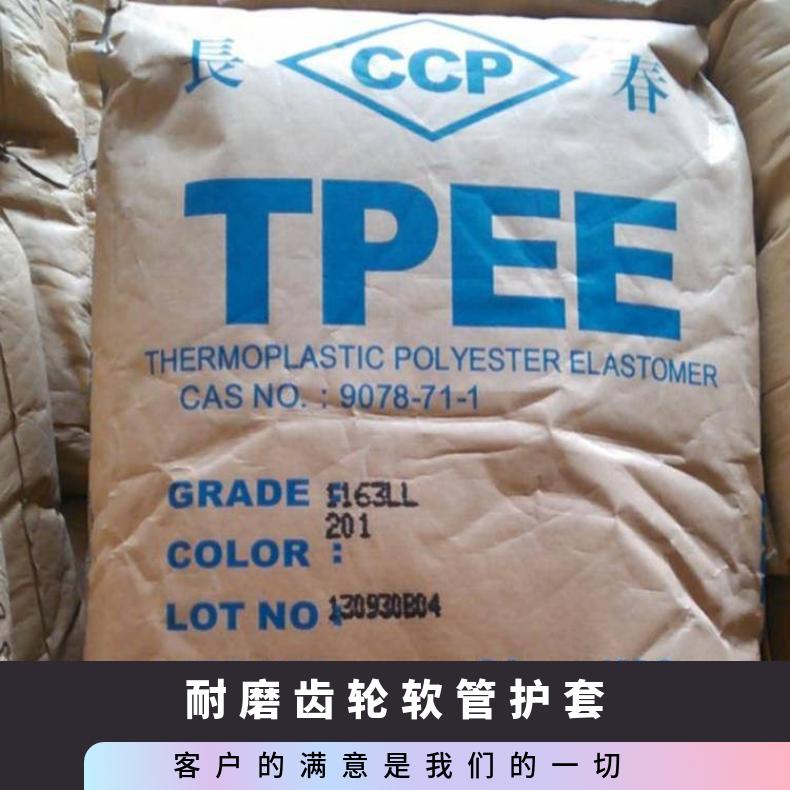 長 CCP 春
TPEE
THERMOPLASTIC POLYESTER ELASTOMER
CAS NO. : 9078-71-1
GRADE : 1163LL
201
COLOR :
LOT NO : 130930B04
耐磨齿轮软管护套
客户的满意是我们的一切